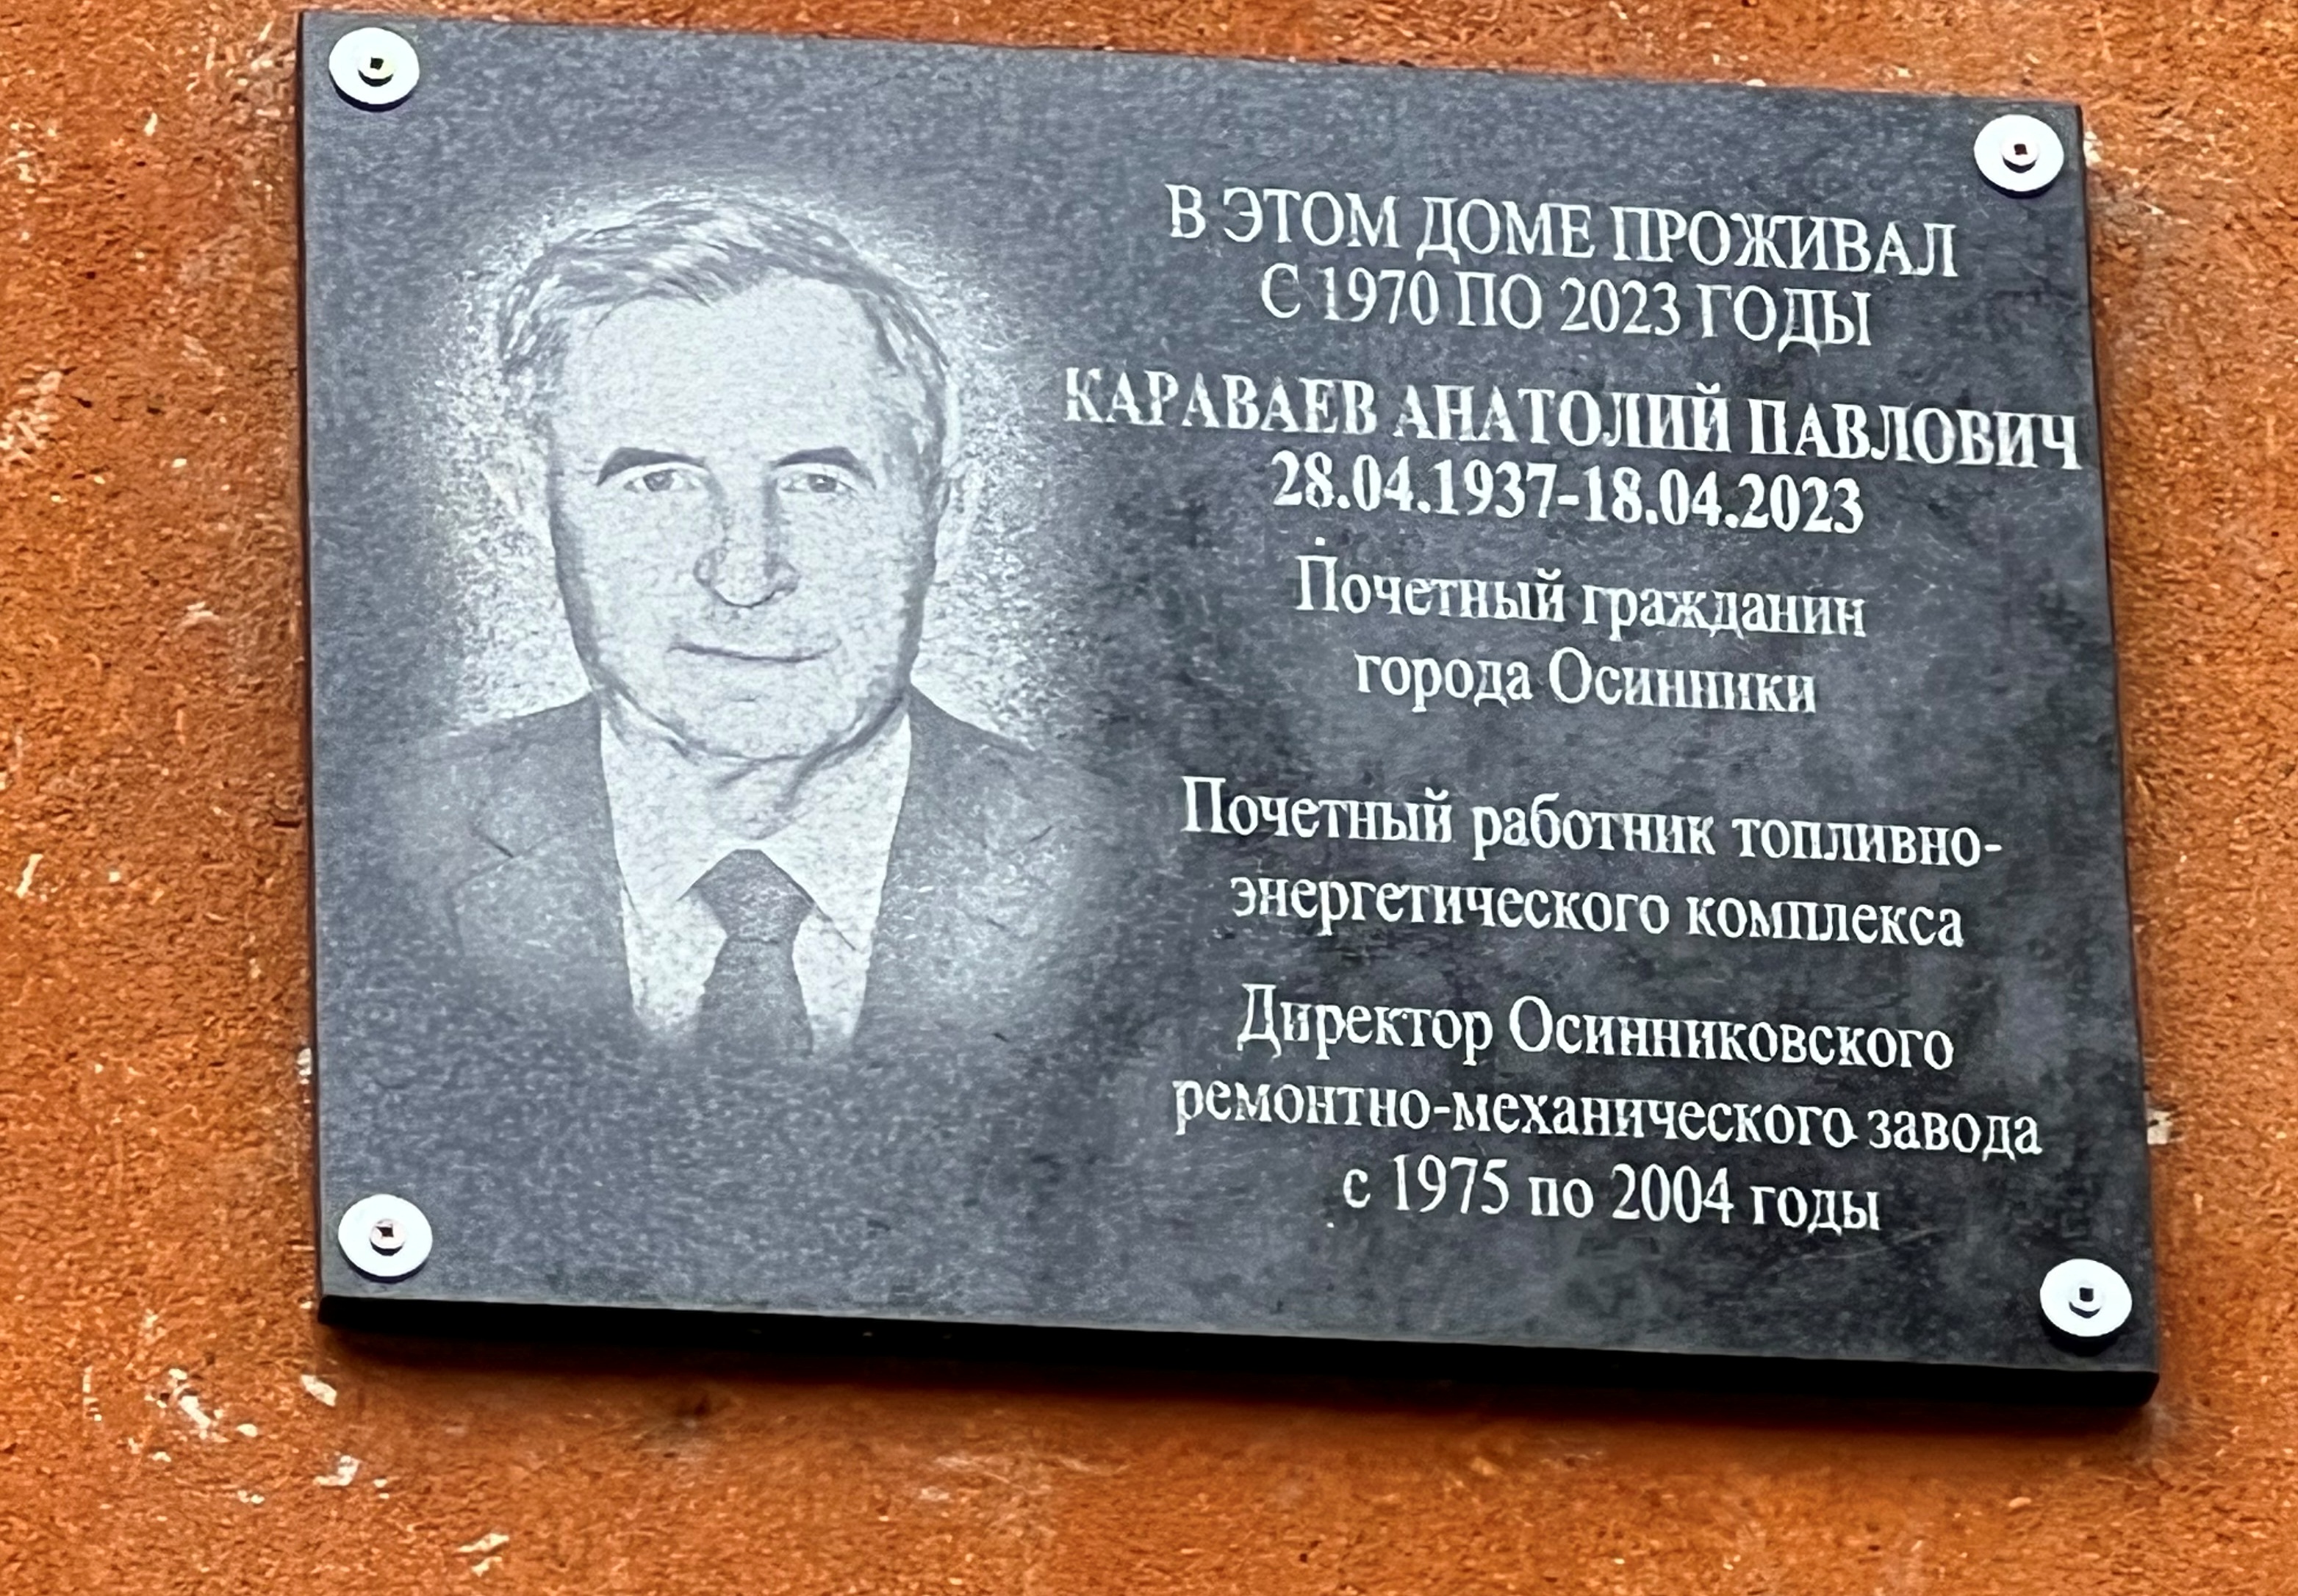 В ЭТОМ ДОМЕ ПРОЖИВАЛ
С 1970 ПО 2023 ГОДЫ
КАРАВАЕВ АНАТОЛИЙ ПАВЛОВИЧ
28.04.1937-18.04.2023
Почетный гражданин
города Осинники
Почетный работник топливно-
энергетического комплекса
Директор Осинниковского
ремонтно-механического завода
с 1975 по 2004 годы